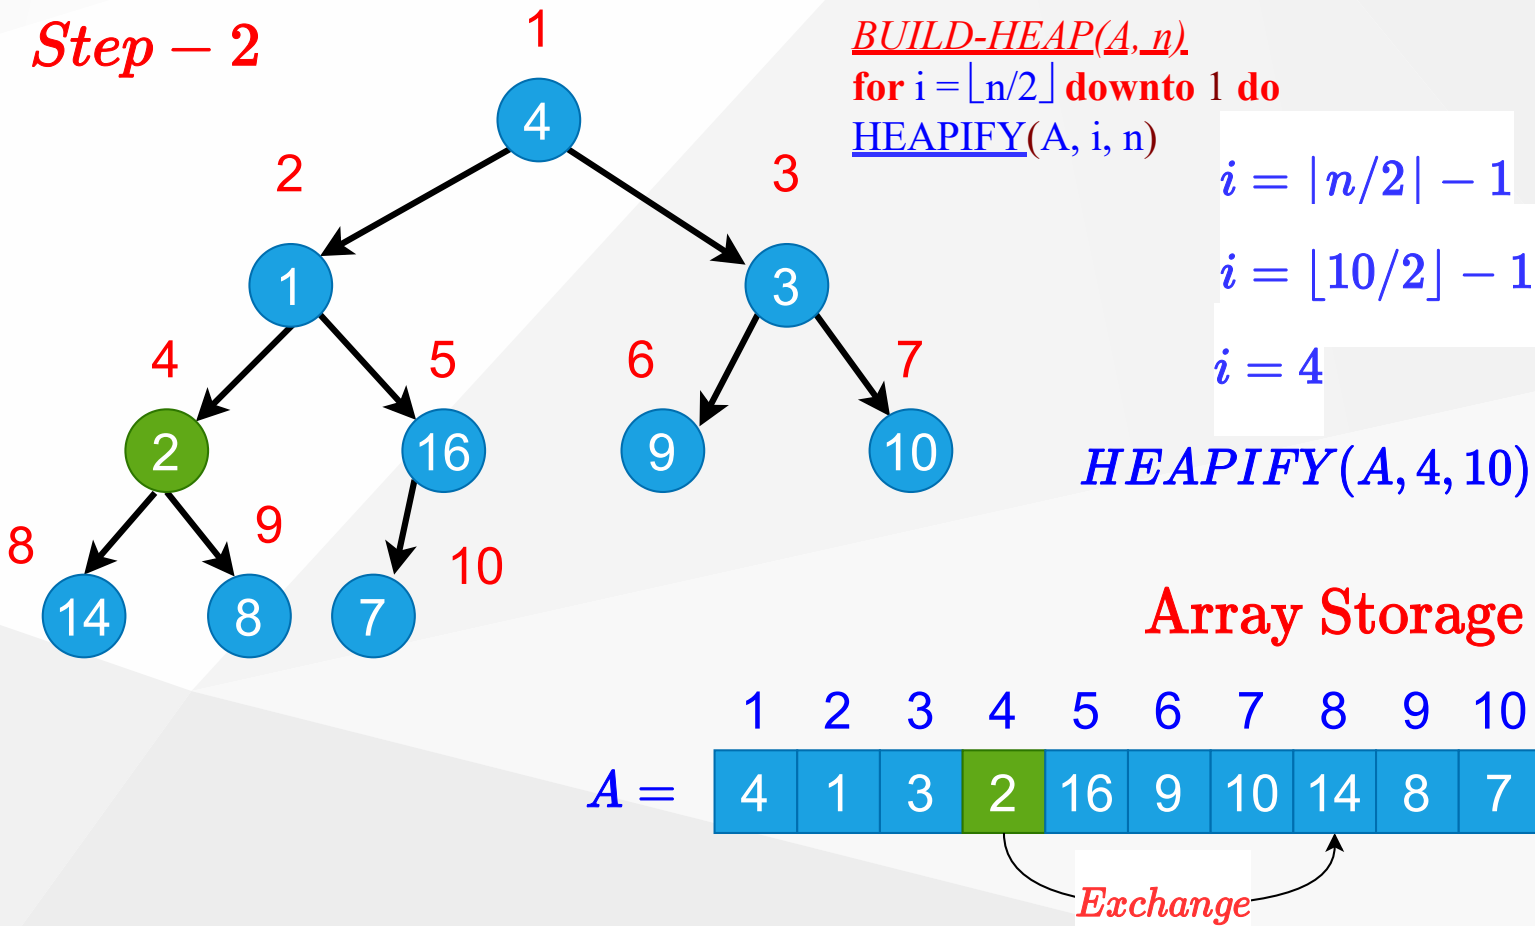 Step – 2
BUILD-HEAP(A, n)
for i = ⌊n/2⌋ downto 1 do
HEAPIFY(A, i, n)
i = |n/2| − 1
i = ⌊10/2⌋ − 1
i = 4
HEAPIFY(A, 4, 10)
1
4
2 3
1 3
4 5 6 7
2 16 9 10
8 9 10
14 8 7
Array Storage
1 2 3 4 5 6 7 8 9 10
A = 4 1 3 2 16 9 10 14 8 7
Exchange